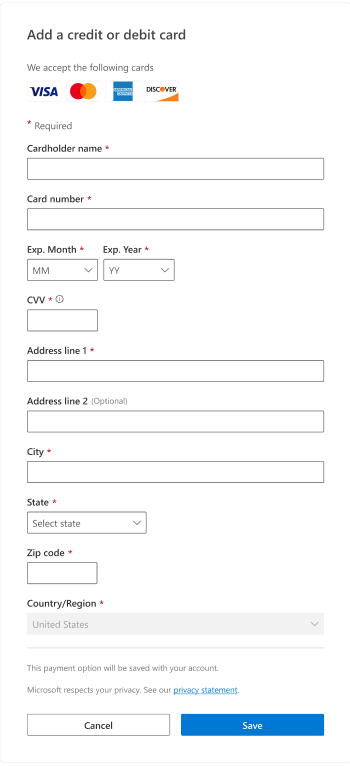 Add a credit or debit card
We accept the following cards
VISA AMERICAN EXPRESS DISCOVER
* Required
Cardholder name *
Card number *
Exp. Month * Exp. Year *
MM YY
CVV *
Address line 1 *
Address line 2 (Optional)
City *
State *
Select state
Zip code *
Country/Region *
United States
This payment option will be saved with your account.
Microsoft respects your privacy. See our privacy statement.
Cancel Save